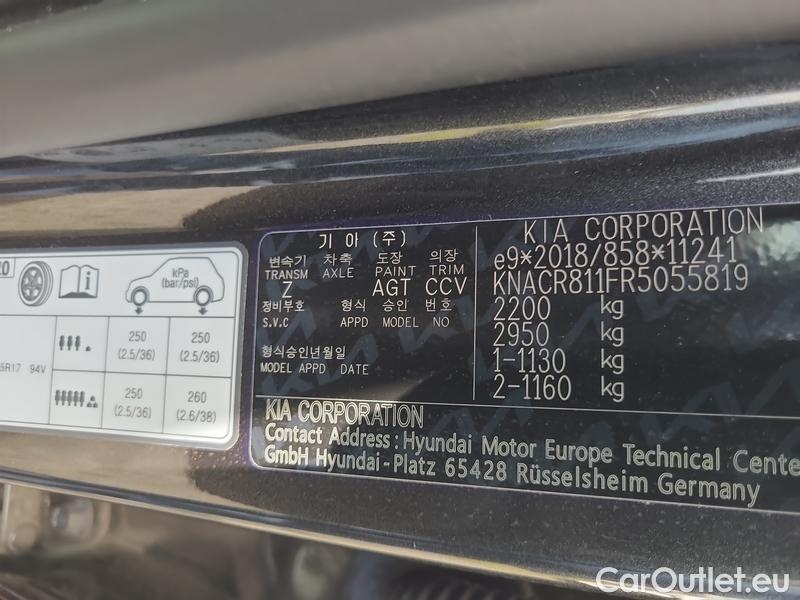 20
kPa
(bar/psi)
5R17 94V
250
(2.5/36)
250
(2.5/36)
250
(2.5/36)
260
(2.6/38)
기 아 (주)
변속기 차축 도장 의장
TRANSM AXLE PAINT TRIM
Z AGT CCV
정비부호 형식 승인 번호
S.V.C APPD MODEL NO
형식승인년월일
MODEL APPD DATE
KIA CORPORATION
e9*2018/858*11241
KNACR811FR5055819
2200 kg
2950 kg
1-1130 kg
2-1160 kg
KIA CORPORATION
Contact Address : Hyundai Motor Europe Technical Cente
GmbH Hyundai-Platz 65428 Rüsselsheim Germany
CarOutlet.eu